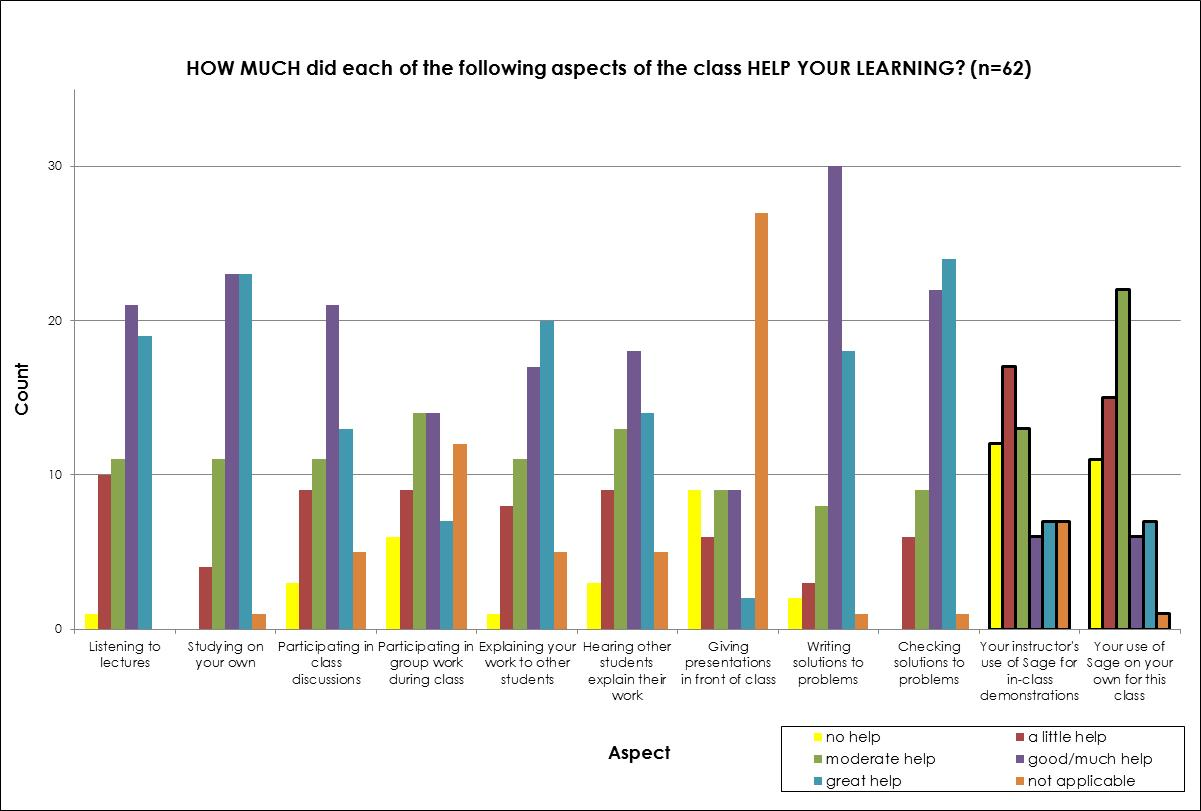 HOW MUCH did each of the following aspects of the class HELP YOUR LEARNING? (n=62)
30
20
10
0
Count
Listening to
lectures
Studying on
your own
Participating in
class
discussions
Participating in
group work
during class
Explaining your
work to other
students
Hearing other
students
explain their
work
Giving
presentations
in front of class
Writing
solutions to
problems
Checking
solutions to
problems
Your instructor's
use of Sage for
in-class
demonstrations
Your use of
Sage on your
own for this
class
Aspect
no help
a little help
moderate help
good/much help
great help
not applicable